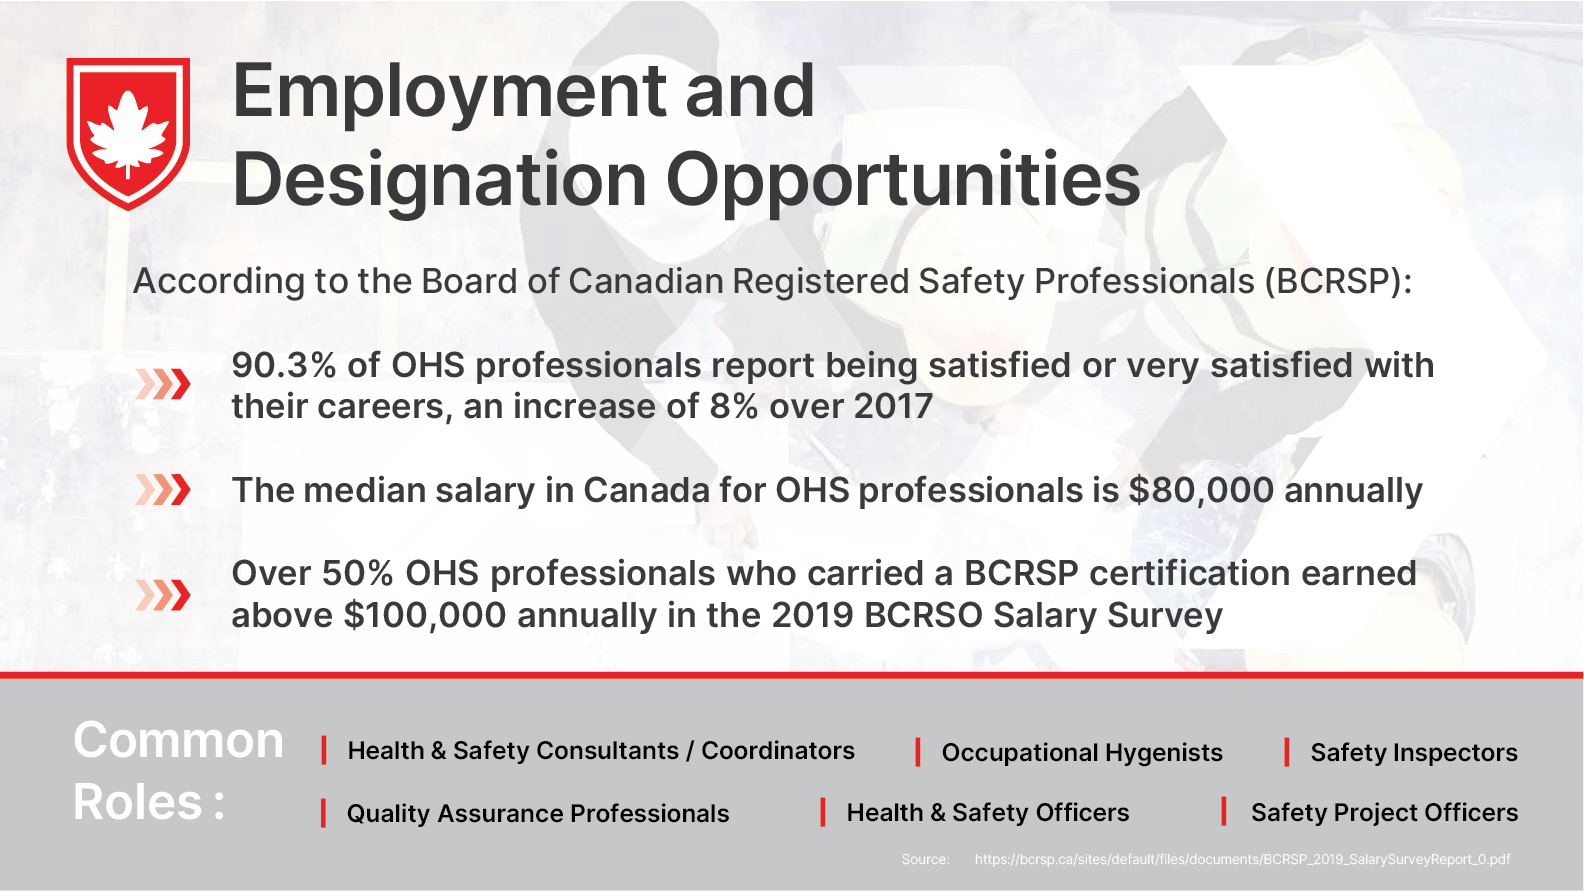 Employment and
Designation Opportunities
According to the Board of Canadian Registered Safety Professionals (BCRSP):
90.3% of OHS professionals report being satisfied or very satisfied with
their careers, an increase of 8% over 2017
The median salary in Canada for OHS professionals is $80,000 annually
Over 50% OHS professionals who carried a BCRSP certification earned
above $100,000 annually in the 2019 BCRSO Salary Survey
Common
Roles :
Health & Safety Consultants / Coordinators
Occupational Hygenists
Safety Inspectors
Quality Assurance Professionals
Health & Safety Officers
Safety Project Officers
Source: https://bcrsp.ca/sites/default/files/documents/BCRSP_2019_SalarySurveyReport_0.pdf